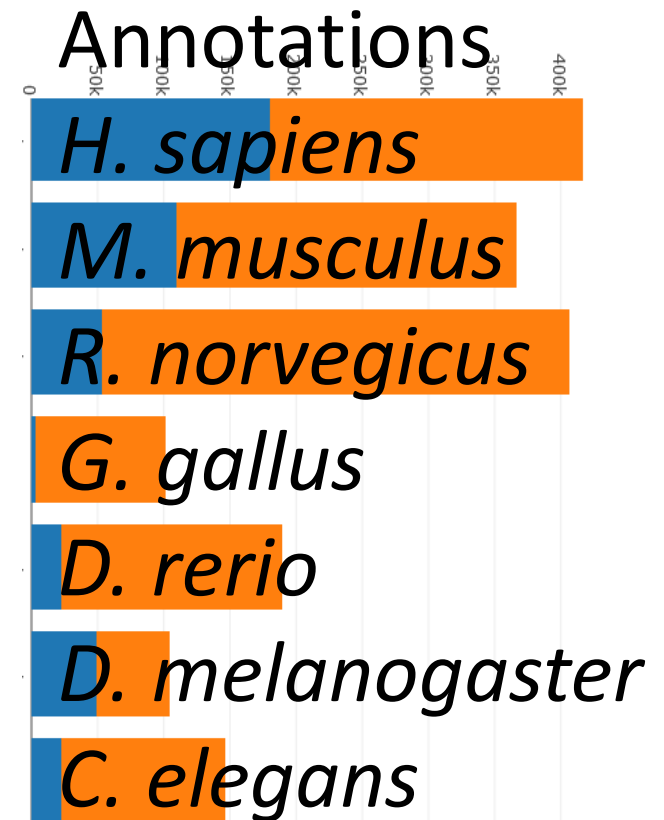 Annotations
0 50k 100k 150k 200k 250k 300k 350k 400k
H. sapiens
M. musculus
R. norvegicus
G. gallus
D. rerio
D. melanogaster
C. elegans